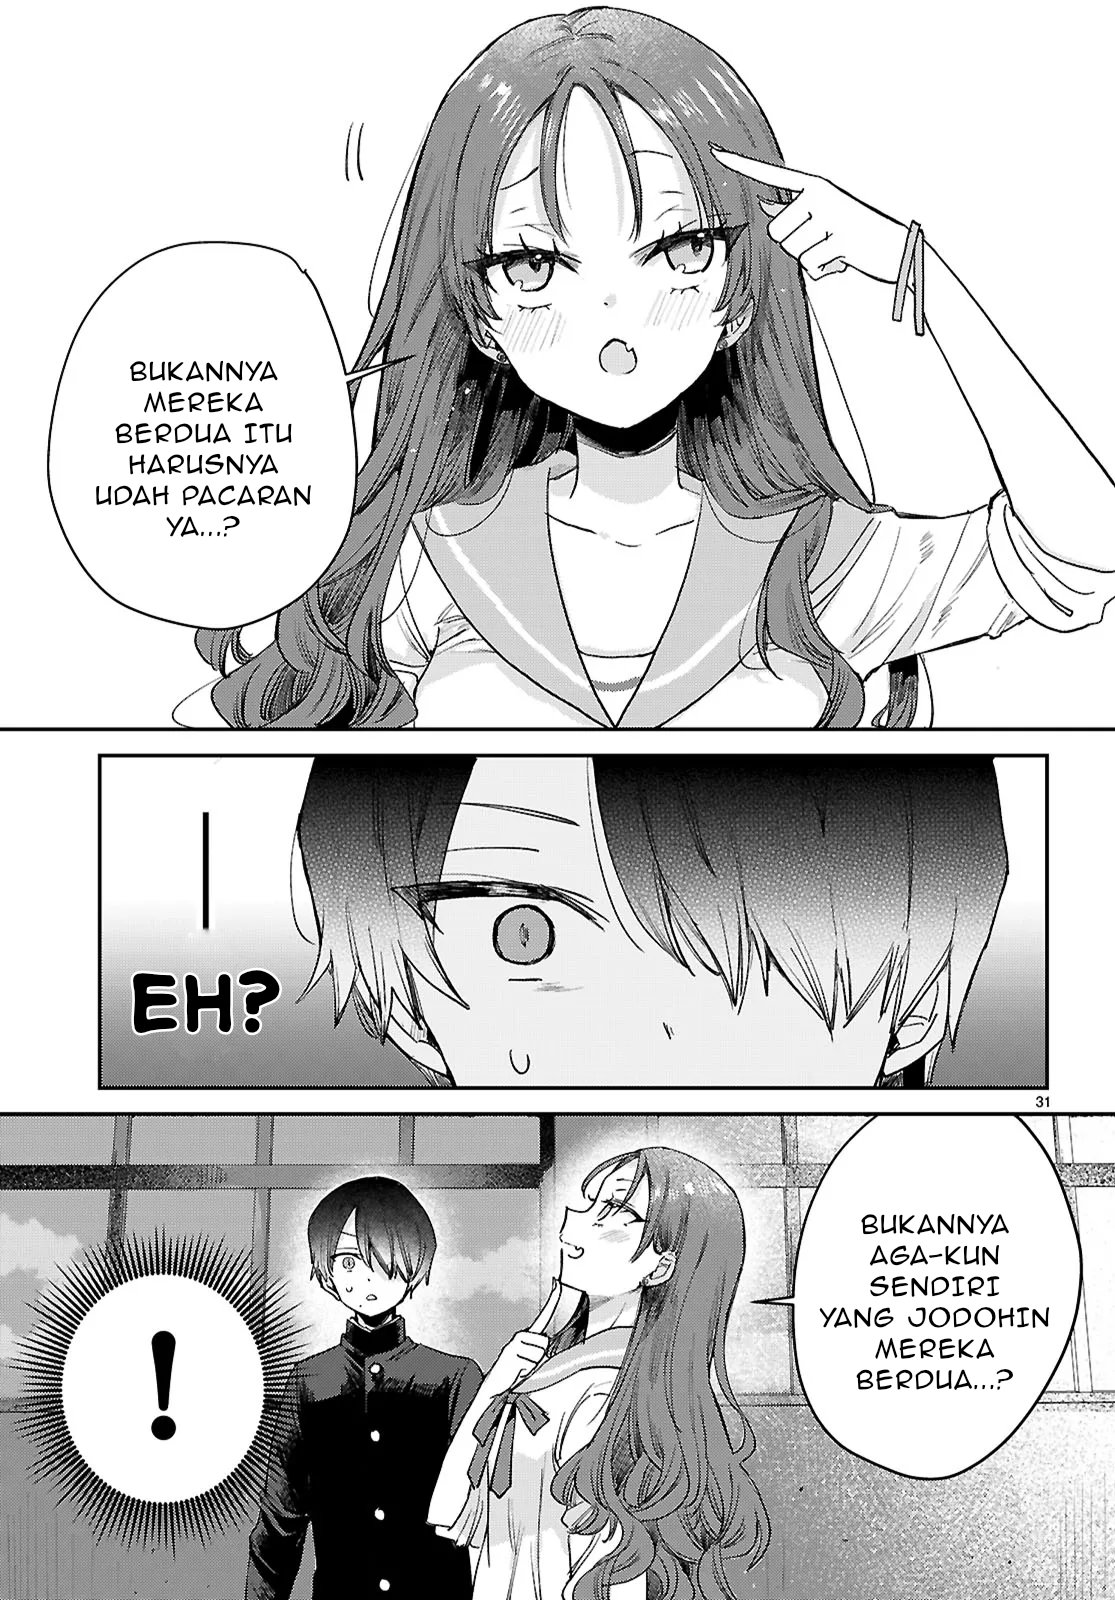 BUKANNYA
MEREKA
BERDUA ITU
HARUSNYA
UDAH PACARAN
YA...?
EH?
31
BUKANNYA
AGA-KUN
SENDIRI
YANG JODOHIN
MEREKA
BERDUA...?
!